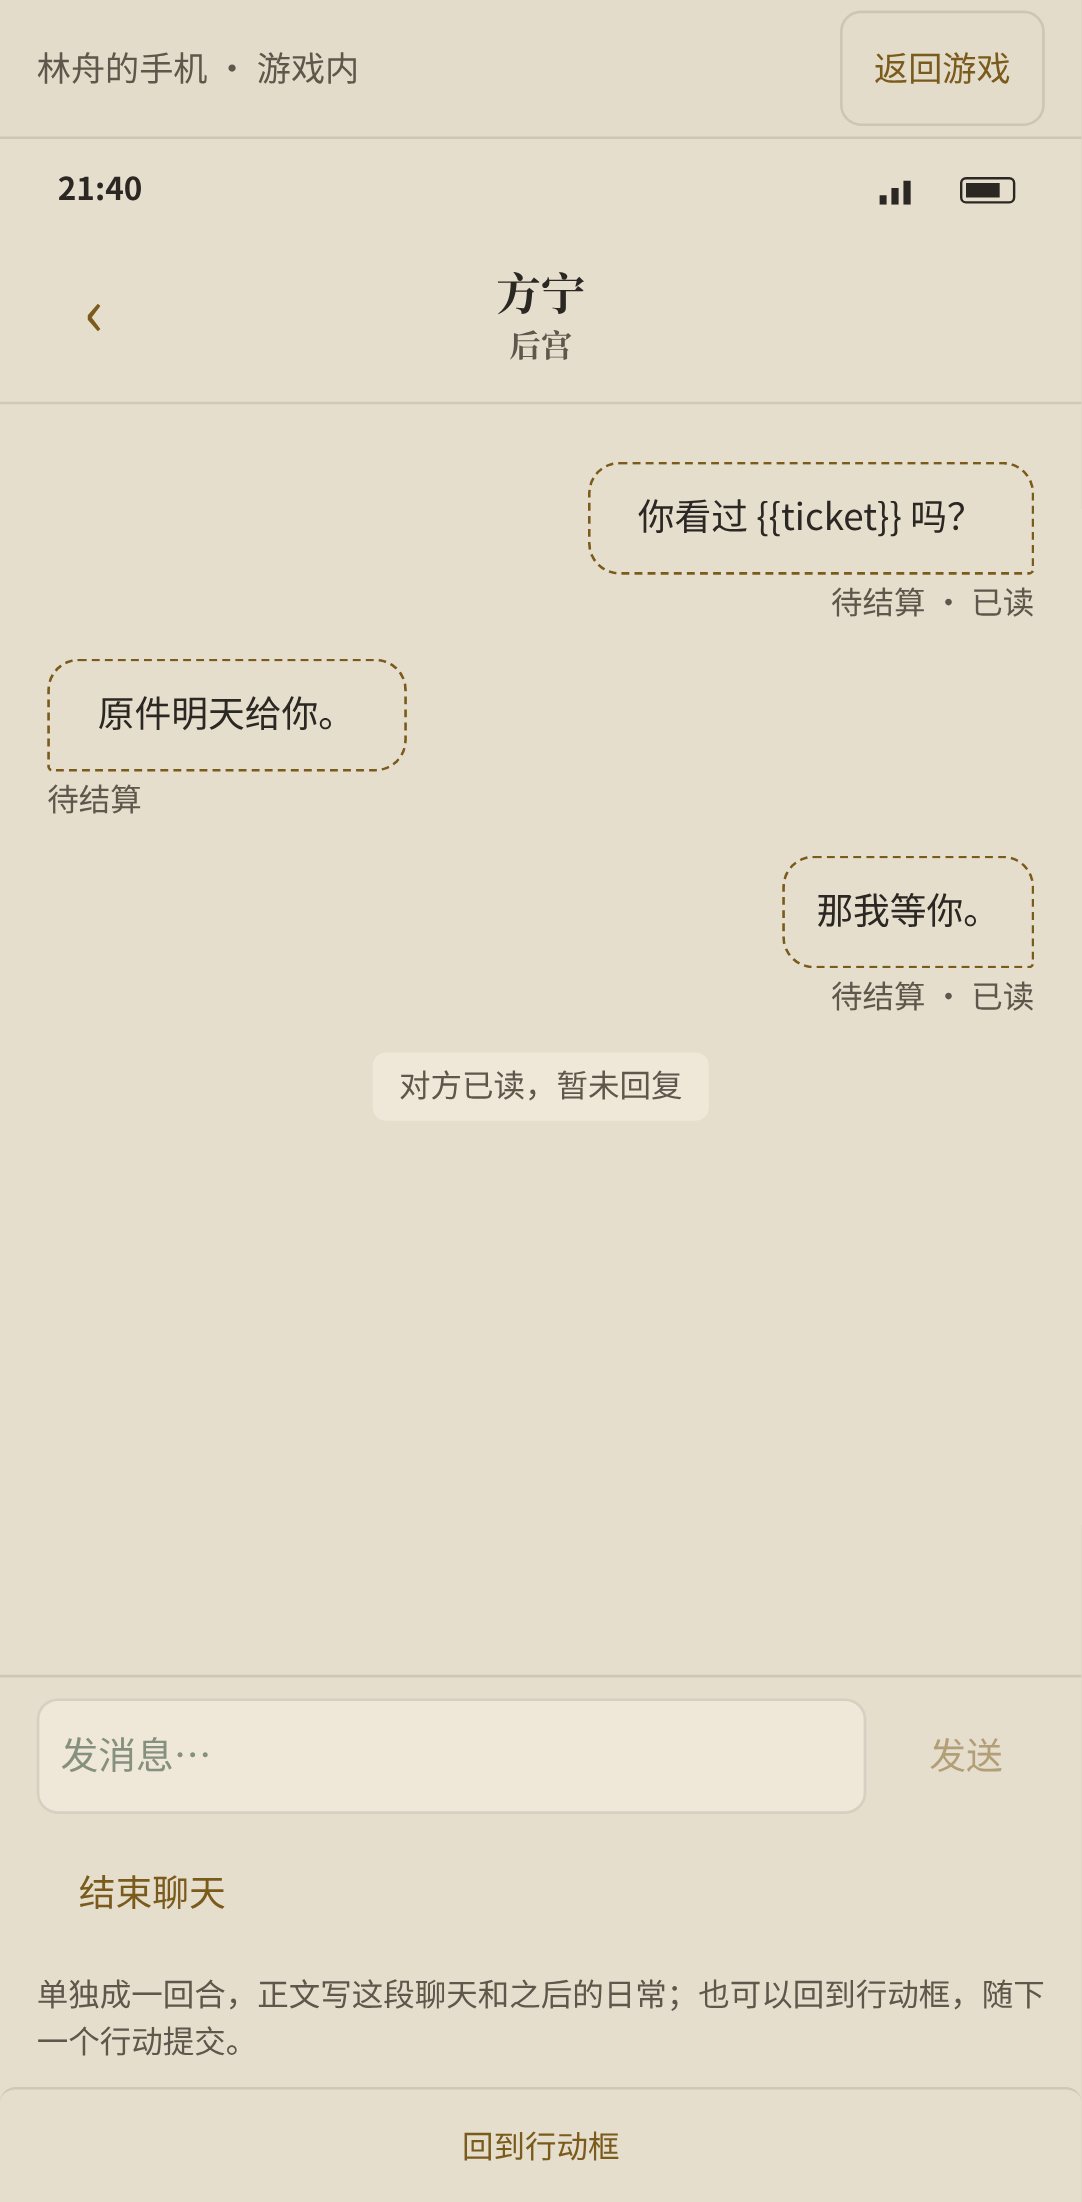 林舟的手机 · 游戏内
返回游戏
21:40
‹
方宁
后宫
你看过 {{ticket}} 吗？
待结算 · 已读
原件明天给你。
待结算
那我等你。
待结算 · 已读
对方已读，暂未回复
发消息…
发送
结束聊天
单独成一回合，正文写这段聊天和之后的日常；也可以回到行动框，随下
一个行动提交。
回到行动框